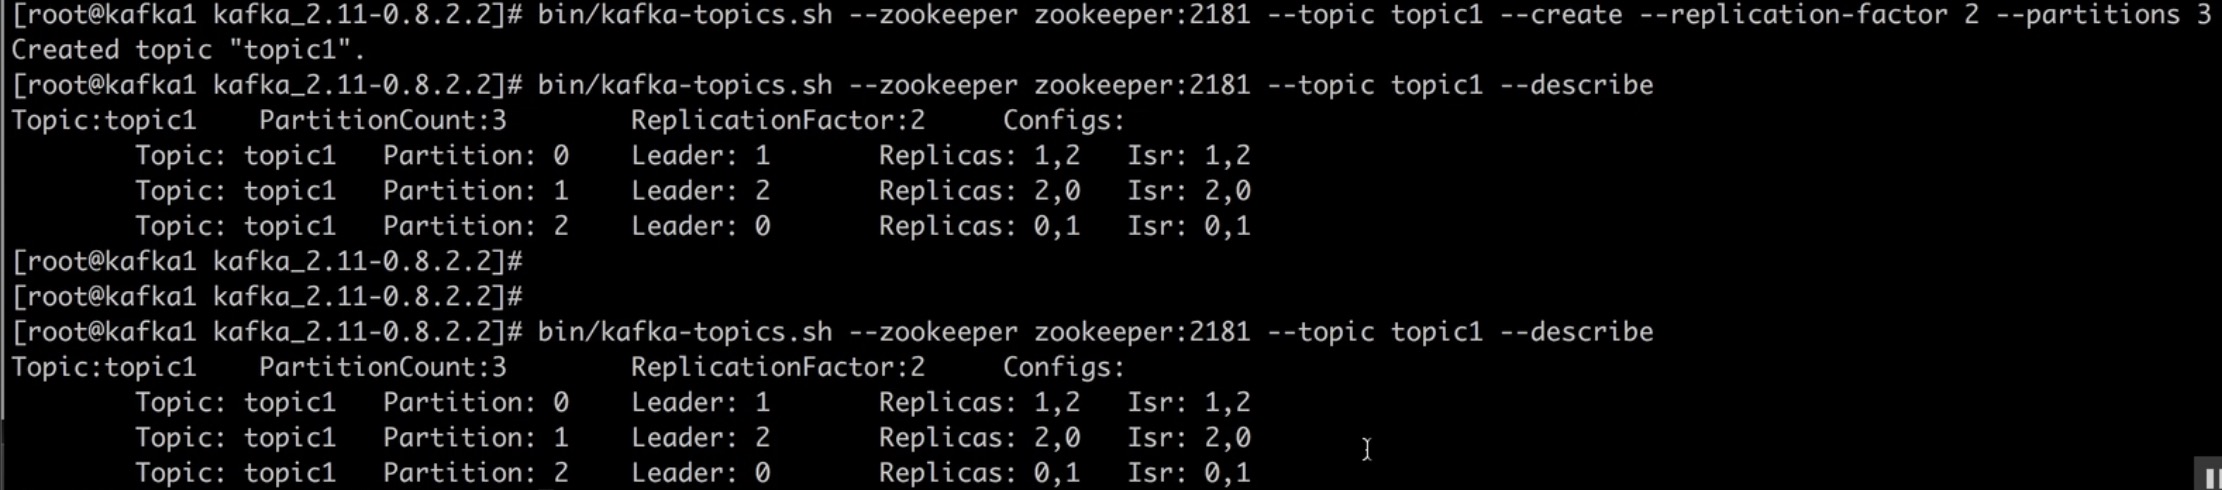 [root@kafka1 kafka_2.11-0.8.2.2]# bin/kafka-topics.sh --zookeeper zookeeper:2181 --topic topic1 --create --replication-factor 2 --partitions 3
Created topic "topic1".
[root@kafka1 kafka_2.11-0.8.2.2]# bin/kafka-topics.sh --zookeeper zookeeper:2181 --topic topic1 --describe
Topic:topic1    PartitionCount:3        ReplicationFactor:2     Configs:
        Topic: topic1   Partition: 0    Leader: 1       Replicas: 1,2   Isr: 1,2
        Topic: topic1   Partition: 1    Leader: 2       Replicas: 2,0   Isr: 2,0
        Topic: topic1   Partition: 2    Leader: 0       Replicas: 0,1   Isr: 0,1
[root@kafka1 kafka_2.11-0.8.2.2]#
[root@kafka1 kafka_2.11-0.8.2.2]#
[root@kafka1 kafka_2.11-0.8.2.2]# bin/kafka-topics.sh --zookeeper zookeeper:2181 --topic topic1 --describe
Topic:topic1    PartitionCount:3        ReplicationFactor:2     Configs:
        Topic: topic1   Partition: 0    Leader: 1       Replicas: 1,2   Isr: 1,2
        Topic: topic1   Partition: 1    Leader: 2       Replicas: 2,0   Isr: 2,0
        Topic: topic1   Partition: 2    Leader: 0       Replicas: 0,1   Isr: 0,1